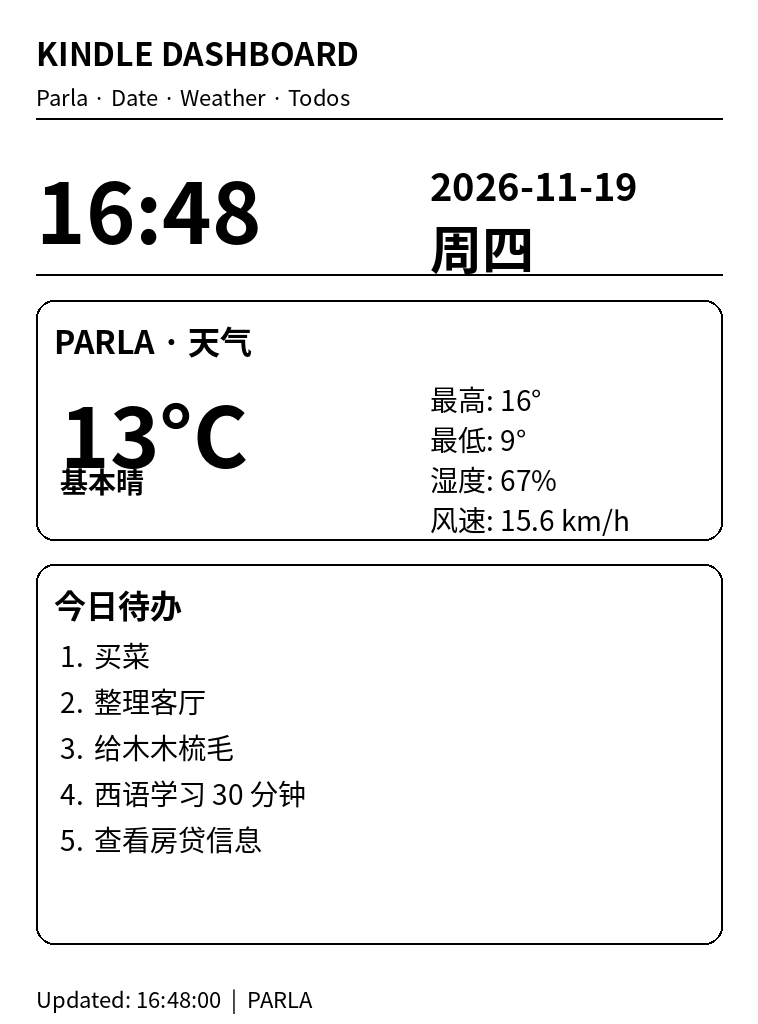 KINDLE DASHBOARD
Parla · Date · Weather · Todos
16:48
2026-11-19
周四
PARLA · 天气
13°C
基本晴
最高: 16°
最低: 9°
湿度: 67%
风速: 15.6 km/h
今日待办
1. 买菜
2. 整理客厅
3. 给木木梳毛
4. 西语学习 30 分钟
5. 查看房贷信息
Updated: 16:48:00 | PARLA